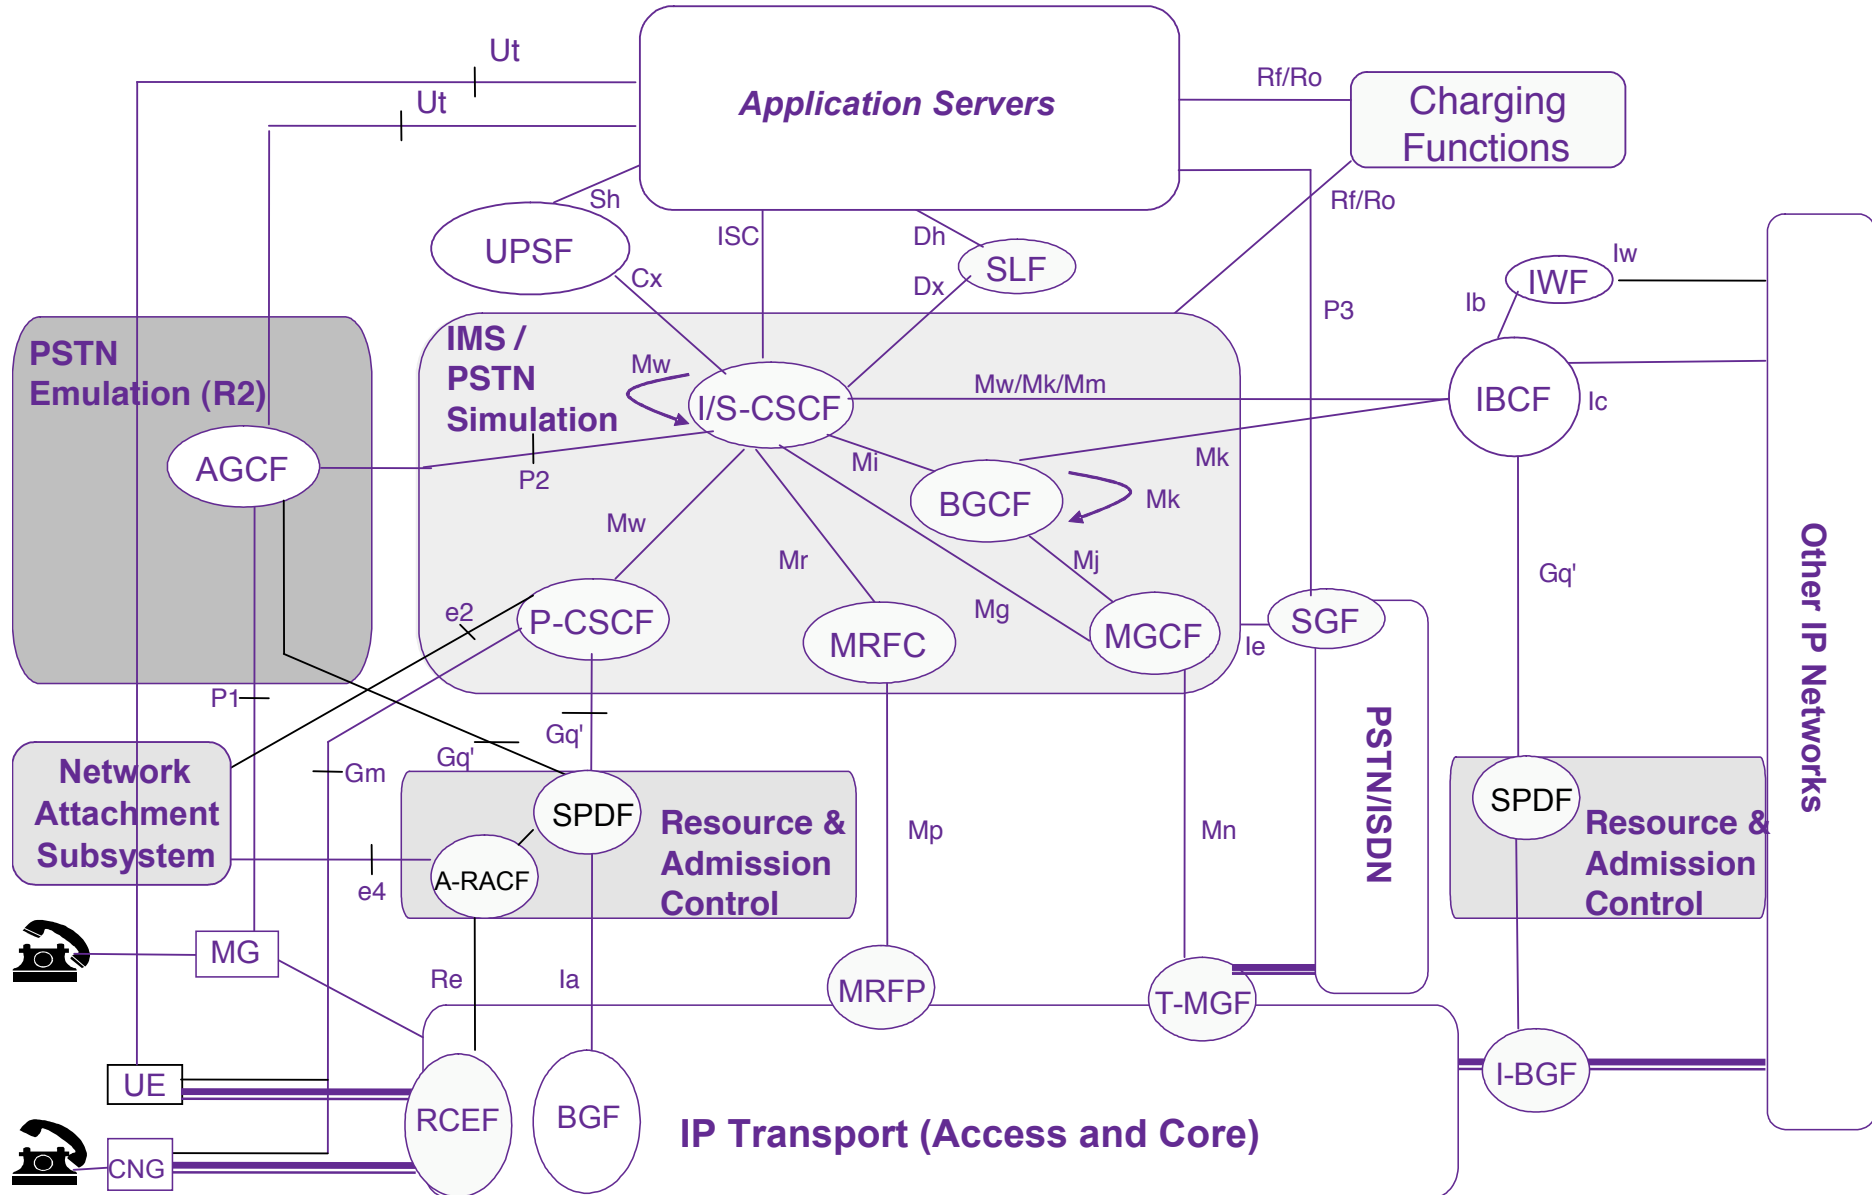 Ut
Ut
Application Servers
Rf/Ro
Charging
Functions
Rf/Ro
Sh
UPSF
ISC
Dh
SLF
Cx
Dx
P3
Iw
IWF
Ib
PSTN
Emulation (R2)
IMS /
PSTN
Simulation
Mw
I/S-CSCF
Mw/Mk/Mm
IBCF
Ic
AGCF
P2
Mi
Mk
BGCF
Mk
Mw
Mr
Mj
Gq'
Other IP Networks
e2
P-CSCF
MRFC
Mg
MGCF
Ie
SGF
P1
Gq'
Gq'
PSTN/ISDN
Network
Attachment
Subsystem
Gm
SPDF
Resource &
Admission
Control
A-RACF
e4
Mp
Mn
SPDF
Resource &
Admission
Control
MG
Re
Ia
MRFP
T-MGF
UE
RCEF
BGF
I-BGF
IP Transport (Access and Core)
CNG